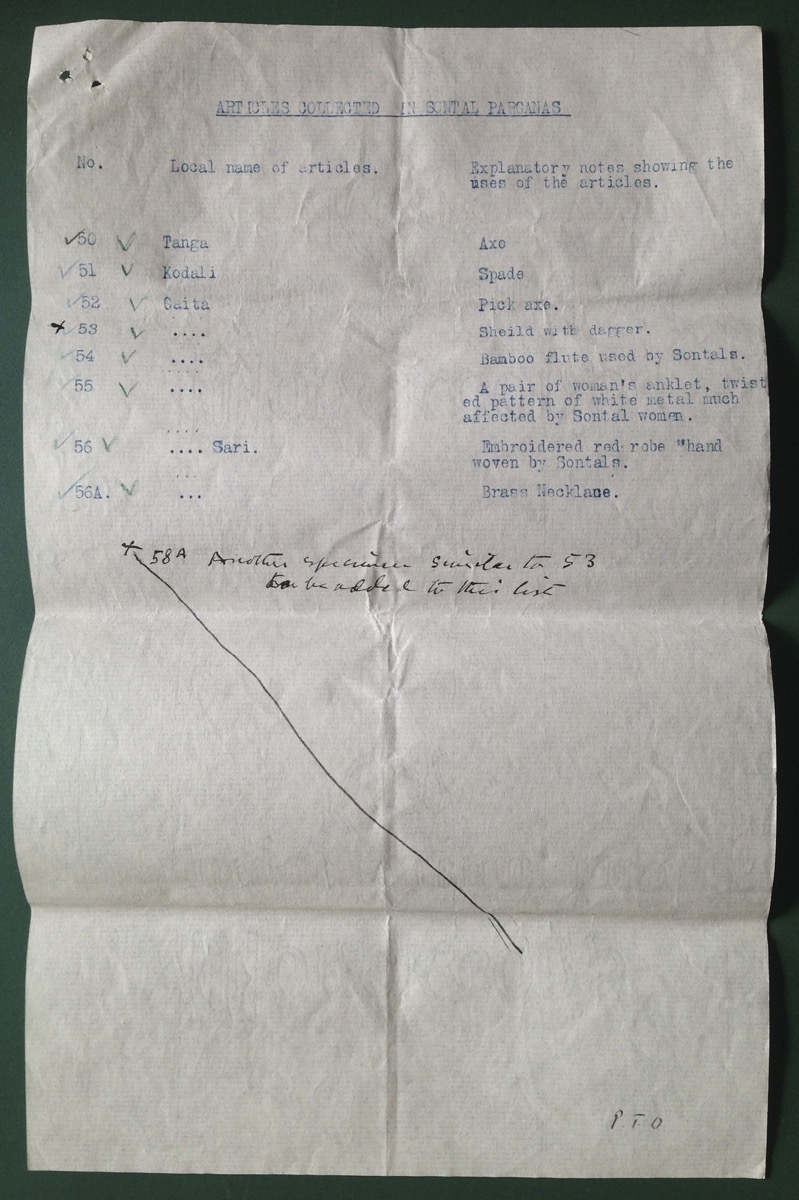 ARTICLES COLLECTED IN SONTAL PARGANAS
No. Local name of articles. Explanatory notes showing the
uses of the articles.
✓50 ✓ Tanga Axe
✓51 ✓ Kodali Spade
✓52 ✓ Gaita Pick axe.
+ ✓53 ✓ .... Sheild with dagger.
✓54 ✓ .... Bamboo flute used by Sontals.
✓55 ✓ .... A pair of woman's anklet, twist
ed pattern of white metal much
affected by Sontal women.
✓56 ✓ .... Sari. Embroidered red robe "hand
woven by Sontals.
✓56A. ✓ ... Brass Necklace.
+ 58A Another specimen similar to 53
to be added to this list
P.T.O